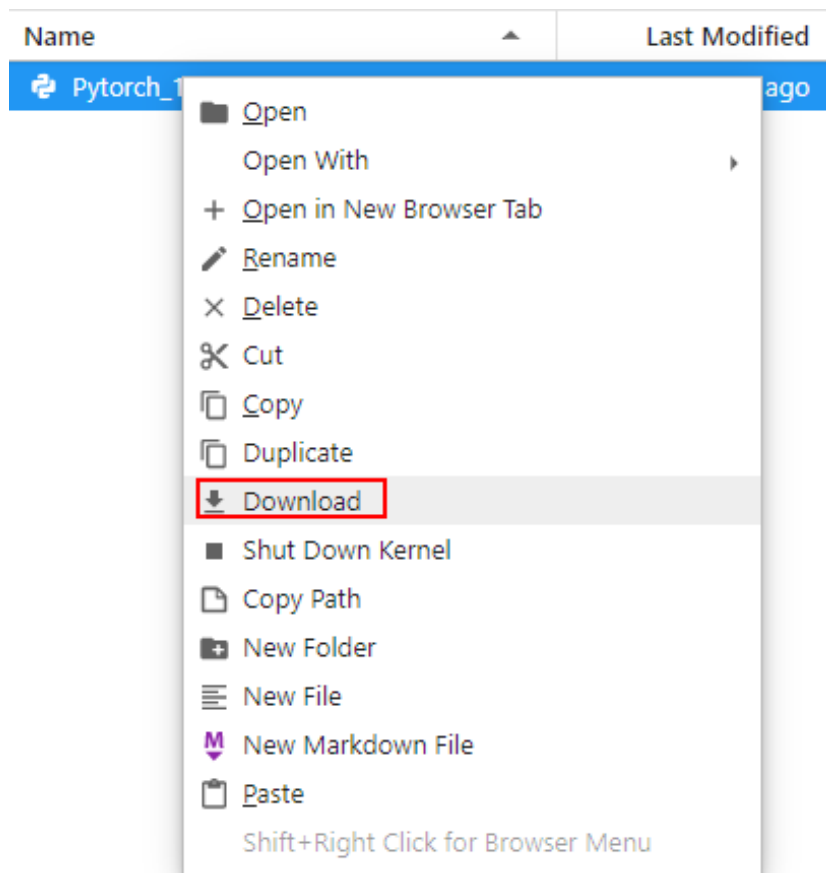 Name Last Modified
Pytorch_1 ago
Open
Open With
Open in New Browser Tab
Rename
Delete
Cut
Copy
Duplicate
Download
Shut Down Kernel
Copy Path
New Folder
New File
New Markdown File
Paste
Shift+Right Click for Browser Menu